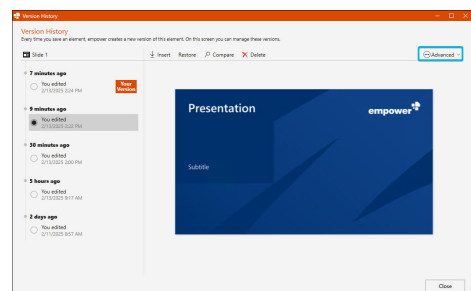 Version History
Version History
Every time you save an element, empower creates a new version of this element. On this screen you can manage these versions.
Slide 1
Insert Restore Compare Delete
Advanced
7 minutes ago
You edited
2/13/2025 2:24 PM
Your Version
9 minutes ago
You edited
2/13/2025 2:22 PM
30 minutes ago
You edited
2/13/2025 2:00 PM
5 hours ago
You edited
2/13/2025 9:17 AM
2 days ago
You edited
2/11/2025 8:57 AM
Presentation
empower
Subtitle
Close